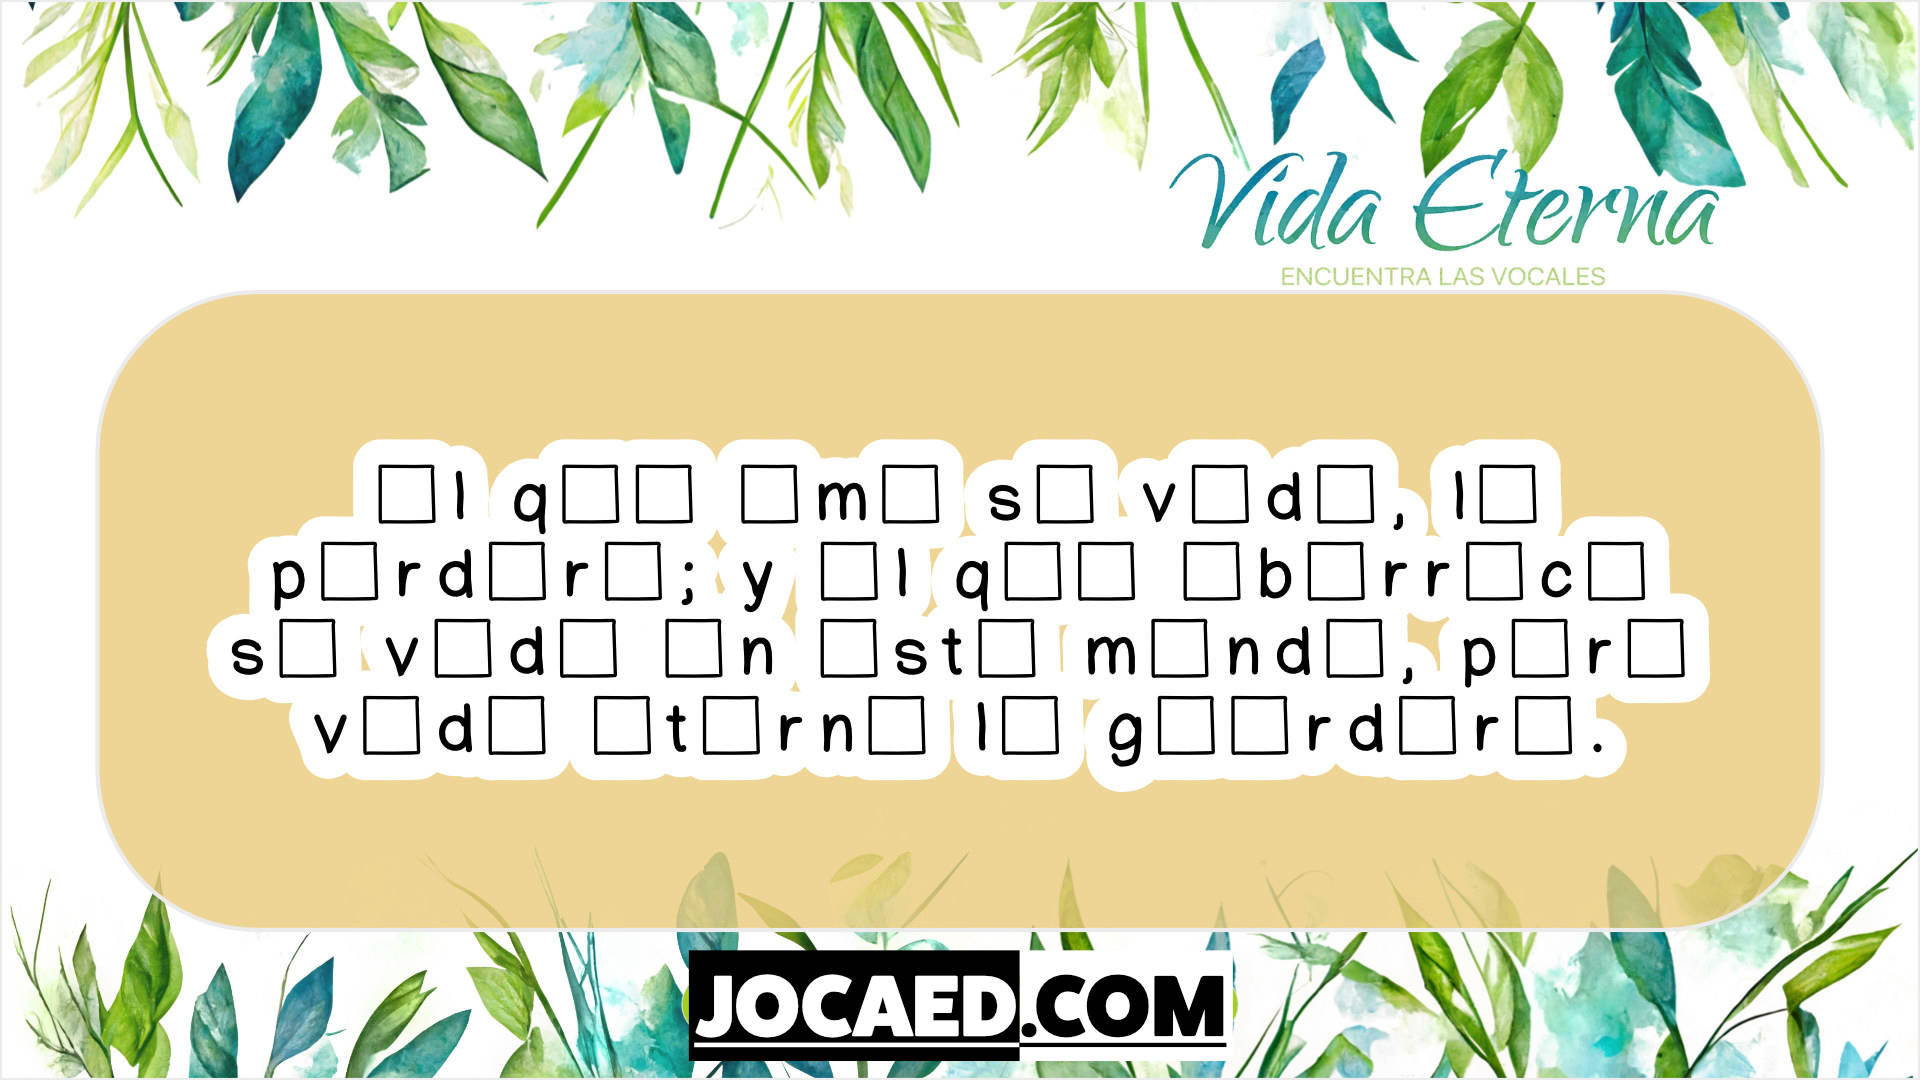 Vida Eterna
ENCUENTRA LAS VOCALES
□l q□□ □m□ s□ v□d□, l□
p□rd□r□; y □l q□□ □b□rr□c□
s□ v□d□ □n □st□ m□nd□, p□r□
v□d□ □t□rn□ l□ g□□rd□r□.
JOCAED.COM